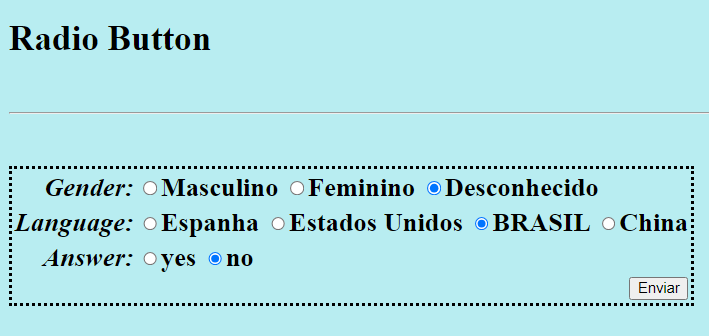 Radio Button
Gender: Masculino Feminino Desconhecido
Language: Espanha Estados Unidos BRASIL China
Answer: yes no
Enviar